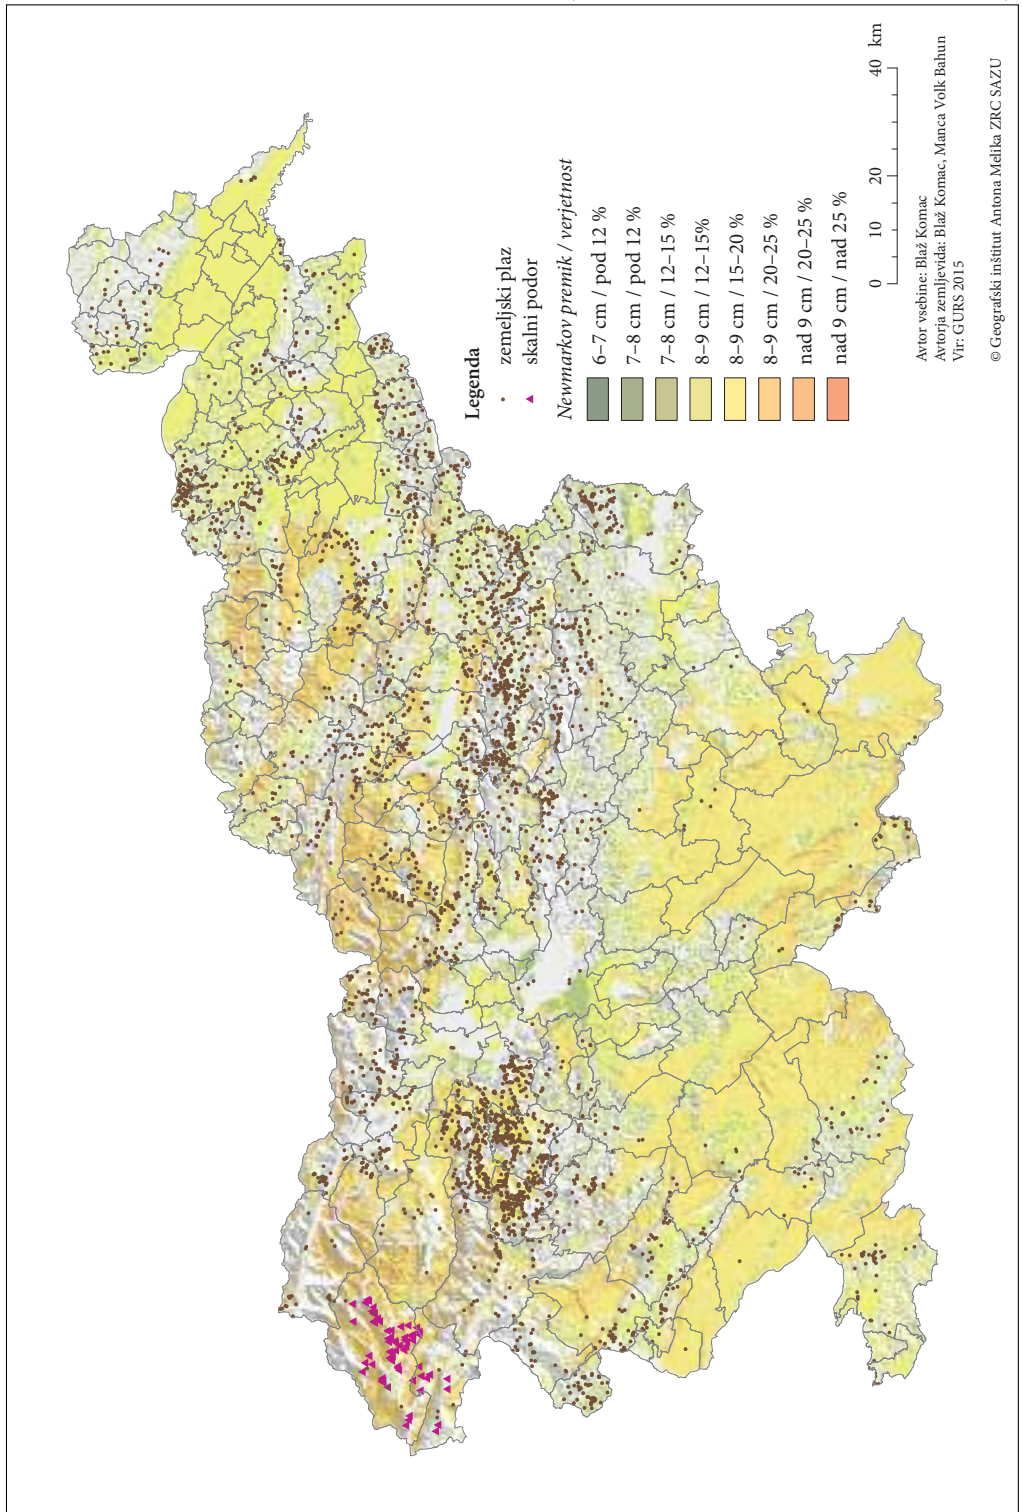 Legenda
zemeljski plaz
skalni podor
Newmarkov premik / verjetnost
6–7 cm / pod 12 %
7–8 cm / pod 12 %
7–8 cm / 12–15 %
8–9 cm / 12–15%
8–9 cm / 15–20 %
8–9 cm / 20–25 %
nad 9 cm / 20–25 %
nad 9 cm / nad 25 %
0 10 20 40 km
Avtor vsebine: Blaž Komac
Avtorja zemljevida: Blaž Komac, Manca Volk Bahun
Vir: GURS 2015
© Geografski inštitut Antona Melika ZRC SAZU